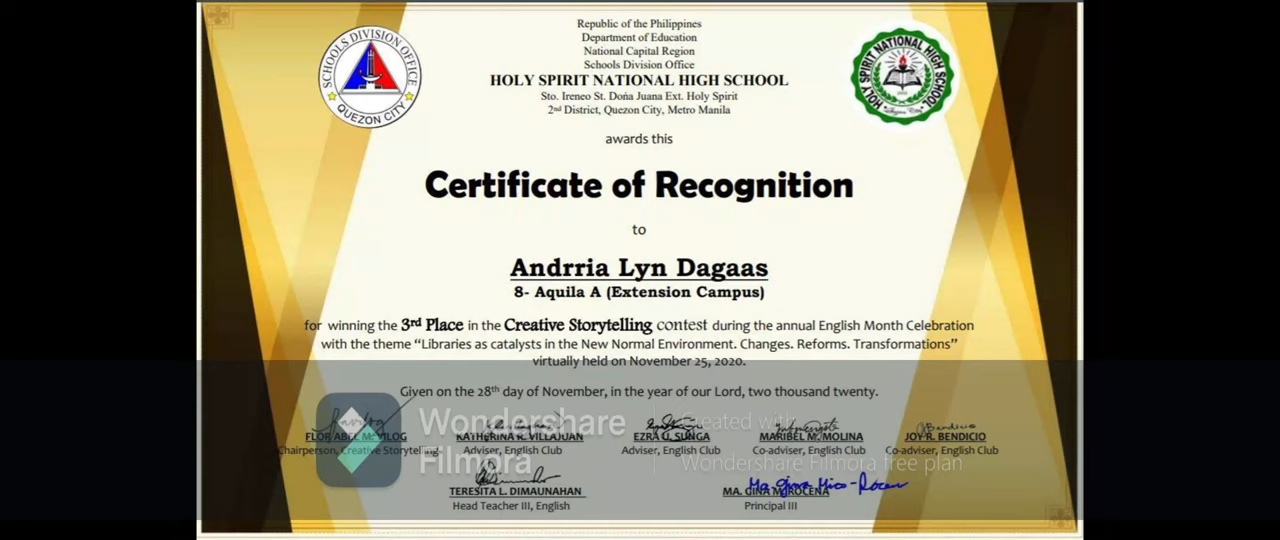 Republic of the Philippines
Department of Education
National Capital Region
Schools Division Office
HOLY SPIRIT NATIONAL HIGH SCHOOL
Sto. Ireneo St. Doña Juana Ext. Holy Spirit
2nd District, Quezon City, Metro Manila
SCHOOLS DIVISION OFFICE
QUEZON CITY
HOLY SPIRIT NATIONAL HIGH SCHOOL
Quezon City
awards this
Certificate of Recognition
to
Andrria Lyn Dagaas
8- Aquila A (Extension Campus)
for winning the 3rd Place in the Creative Storytelling contest during the annual English Month Celebration
with the theme “Libraries as catalysts in the New Normal Environment. Changes. Reforms. Transformations”
virtually held on November 25, 2020.
Given on the 28th day of November, in the year of our Lord, two thousand twenty.
Wondershare Filmora
Created with
Wondershare Filmora free plan
KATHERINA R. VILLAJUAN
EZRA U. SUNGA
MARIBEL M. MOLINA
JOY R. BENDICIO
Chairperson, Creative Storytelling
Adviser, English Club
Adviser, English Club
Co-adviser, English Club
Co-adviser, English Club
TERESITA L. DIMAUNAHAN
MA. GINA M. ROCENA
Head Teacher III, English
Principal III